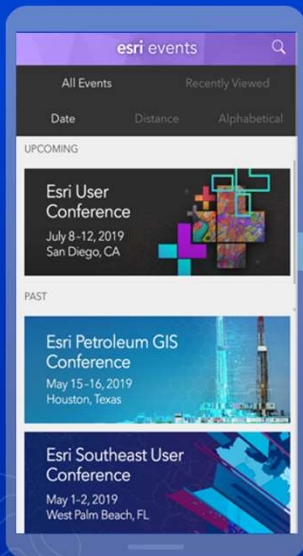 esri events
All Events Recently Viewed
Date Distance Alphabetical
UPCOMING
Esri User
Conference
July 8-12, 2019
San Diego, CA
PAST
Esri Petroleum GIS
Conference
May 15-16, 2019
Houston, Texas
Esri Southeast User
Conference
May 1-2, 2019
West Palm Beach, FL